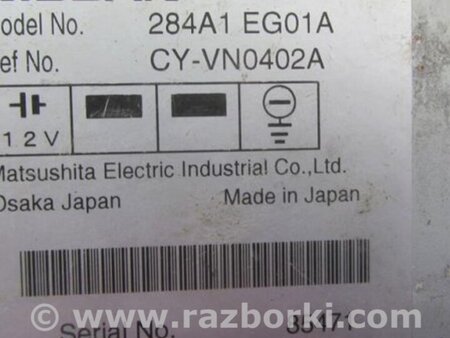 odel No. 284A1 EG01A
ef No. CY-VN0402A
12V
Matsushita Electric Industrial Co.,Ltd.
Osaka Japan Made in Japan
Serial No. 35471
www.razborki.com